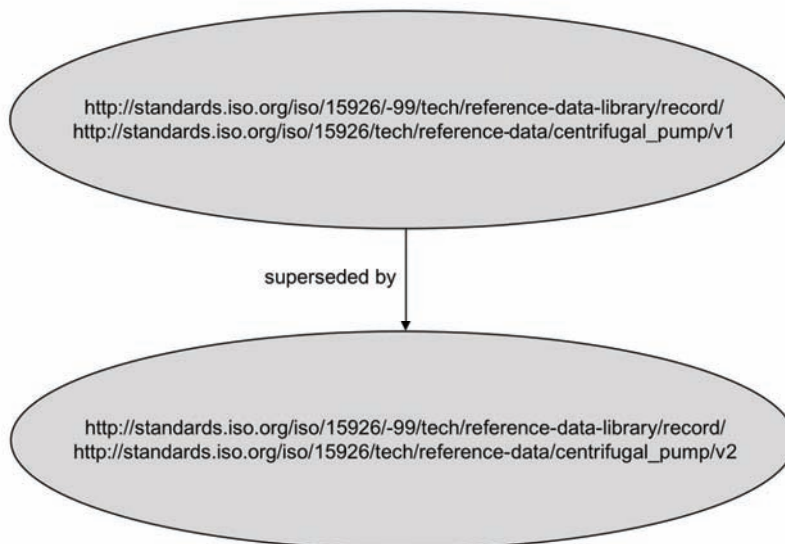 http://standards.iso.org/iso/15926/-99/tech/reference-data-library/record/
http://standards.iso.org/iso/15926/tech/reference-data/centrifugal_pump/v1
superseded by
http://standards.iso.org/iso/15926/-99/tech/reference-data-library/record/
http://standards.iso.org/iso/15926/tech/reference-data/centrifugal_pump/v2